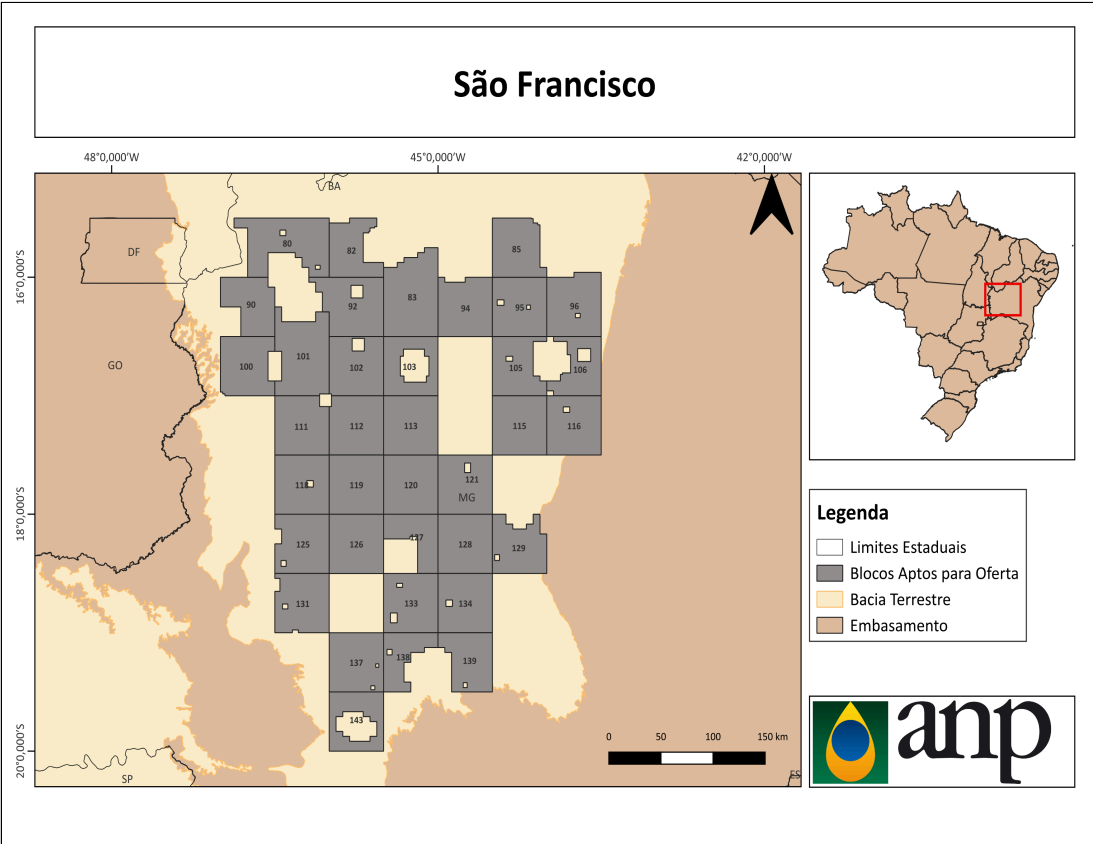 São Francisco
48°0,000'W
45°0,000'W
42°0,000'W
16°0,000'S
18°0,000'S
20°0,000'S
BA
DF
GO
MG
SP
ES
80
82
85
83
90
92
94
95
96
100
101
102
103
105
106
111
112
113
115
116
118
119
120
121
125
126
127
128
129
131
133
134
137
138
139
143
0 50 100 150 km
Legenda
Limites Estaduais
Blocos Aptos para Oferta
Bacia Terrestre
Embasamento
anp